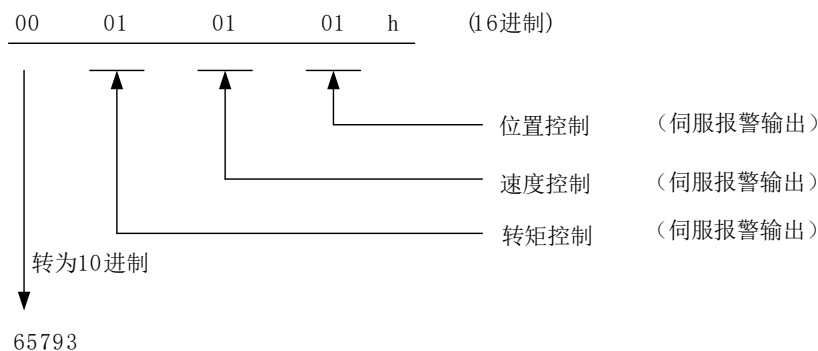 00 01 01 01 h (16进制)
位置控制 （伺服报警输出）
速度控制 （伺服报警输出）
转矩控制 （伺服报警输出）
转为10进制
65793